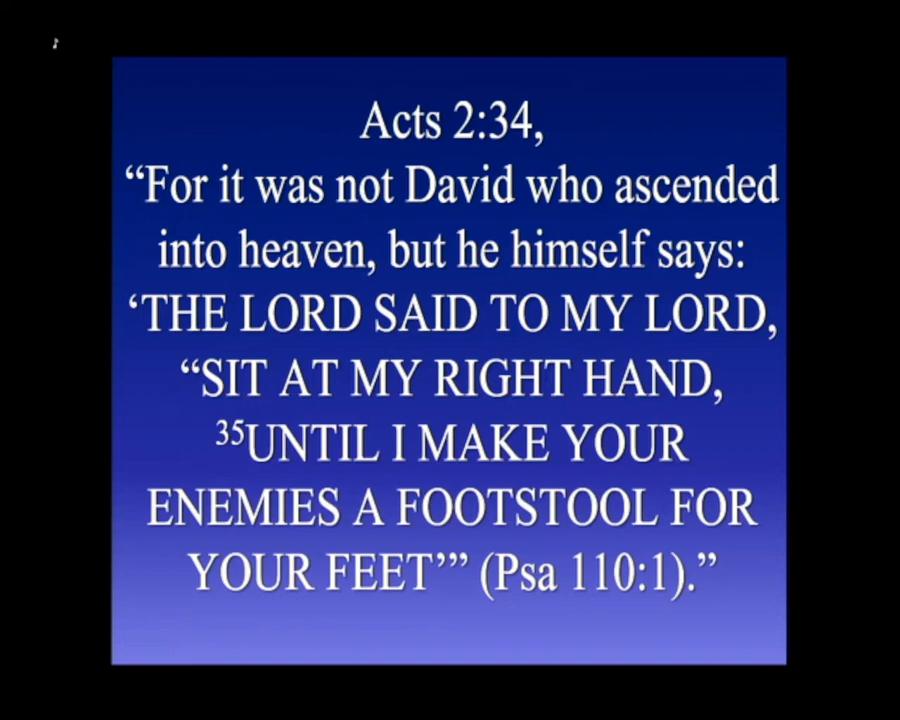 Acts 2:34,
“For it was not David who ascended
into heaven, but he himself says:
‘THE LORD SAID TO MY LORD,
“SIT AT MY RIGHT HAND,
³⁵UNTIL I MAKE YOUR
ENEMIES A FOOTSTOOL FOR
YOUR FEET’” (Psa 110:1).”